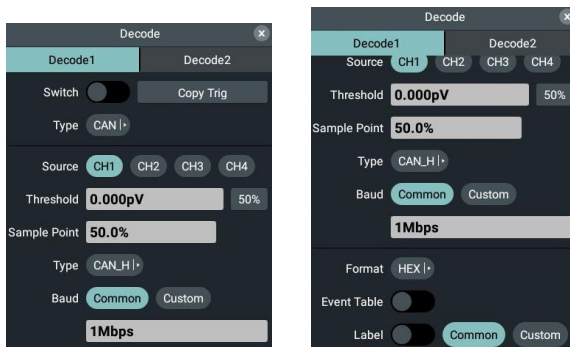 Decode
x
Decode1 Decode2
Switch Copy Trig
Type CAN
Source CH1 CH2 CH3 CH4
Threshold 0.000pV 50%
Sample Point 50.0%
Type CAN_H
Baud Common Custom
1Mbps
Decode
x
Decode1 Decode2
Source CH1 CH2 CH3 CH4
Threshold 0.000pV 50%
Sample Point 50.0%
Type CAN_H
Baud Common Custom
1Mbps
Format HEX
Event Table
Label Common Custom